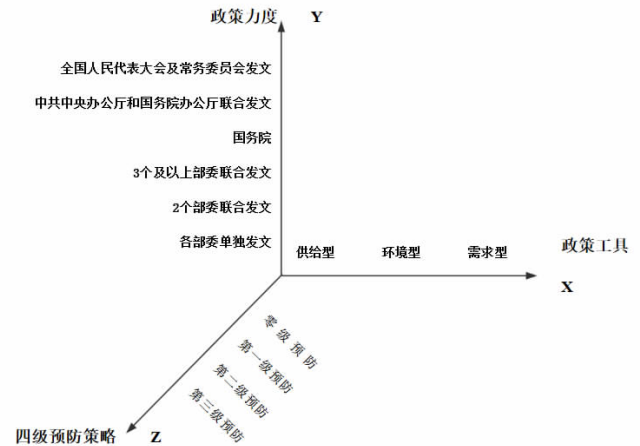 政策力度 Y
全国人民代表大会及常务委员会发文
中共中央办公厅和国务院办公厅联合发文
国务院
3个及以上部委联合发文
2个部委联合发文
各部委单独发文
供给型 环境型 需求型
政策工具
X
零级预防
第一级预防
第二级预防
第三级预防
四级预防策略 Z